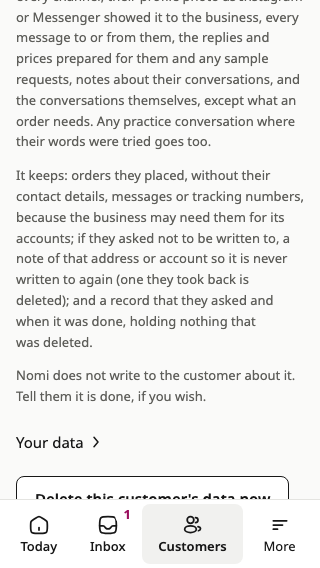 or Messenger showed it to the business, every
message to or from them, the replies and
prices prepared for them and any sample
requests, notes about their conversations, and
the conversations themselves, except what an
order needs. Any practice conversation where
their words were tried goes too.
It keeps: orders they placed, without their
contact details, messages or tracking numbers,
because the business may need them for its
accounts; if they asked not to be written to, a
note of that address or account so it is never
written to again (one they took back is
deleted); and a record that they asked and
when it was done, holding nothing that
was deleted.
Nomi does not write to the customer about it.
Tell them it is done, if you wish.
Your data
Delete this customer's data now
1
Today
Inbox
Customers
More